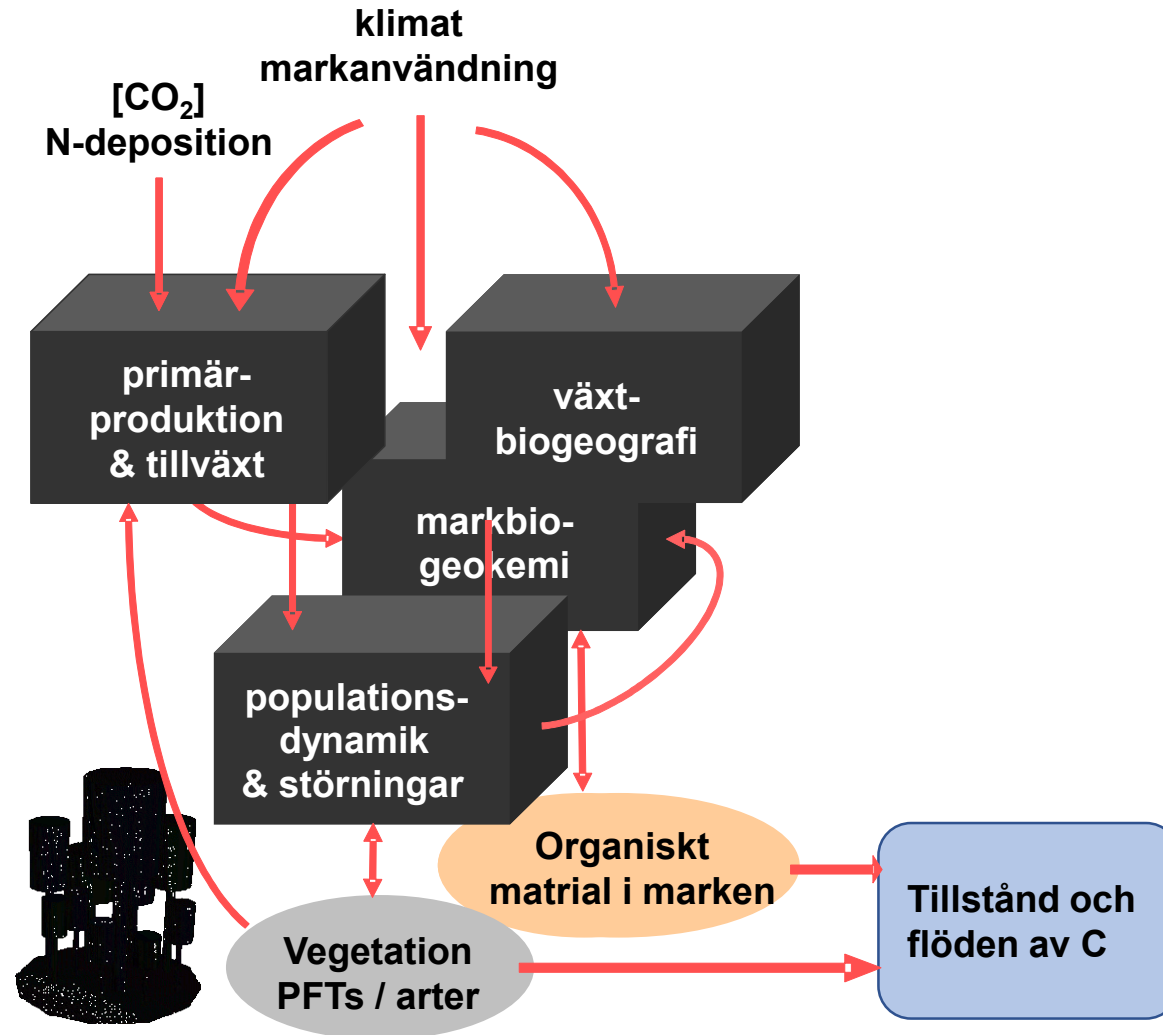 klimat
markanvändning
[CO₂]
N-deposition
primär-
produktion
& tillväxt
växt-
biogeografi
markbio-
geokemi
populations-
dynamik
& störningar
Organiskt
matrial i marken
Vegetation
PFTs / arter
Tillstånd och
flöden av C